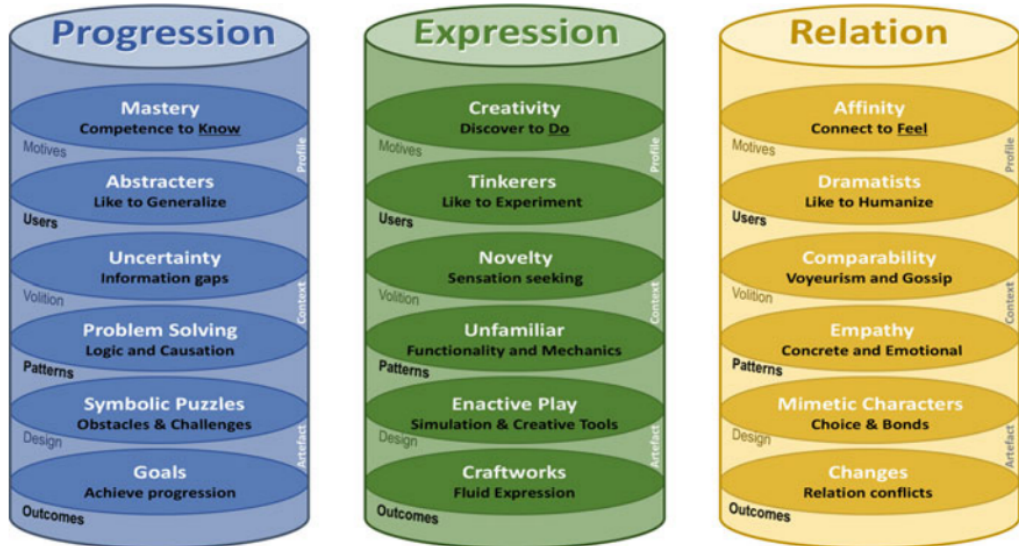 Progression
Mastery
Competence to Know
Motives
Profile
Abstracters
Like to Generalize
Users
Uncertainty
Information gaps
Volition
Context
Problem Solving
Logic and Causation
Patterns
Symbolic Puzzles
Obstacles & Challenges
Design
Artefact
Goals
Achieve progression
Outcomes
Expression
Creativity
Discover to Do
Motives
Profile
Tinkerers
Like to Experiment
Users
Novelty
Sensation seeking
Volition
Context
Unfamiliar
Functionality and Mechanics
Patterns
Enactive Play
Simulation & Creative Tools
Design
Artefact
Craftworks
Fluid Expression
Outcomes
Relation
Affinity
Connect to Feel
Motives
Profile
Dramatists
Like to Humanize
Users
Comparability
Voyeurism and Gossip
Volition
Context
Empathy
Concrete and Emotional
Patterns
Mimetic Characters
Choice & Bonds
Design
Artefact
Changes
Relation conflicts
Outcomes